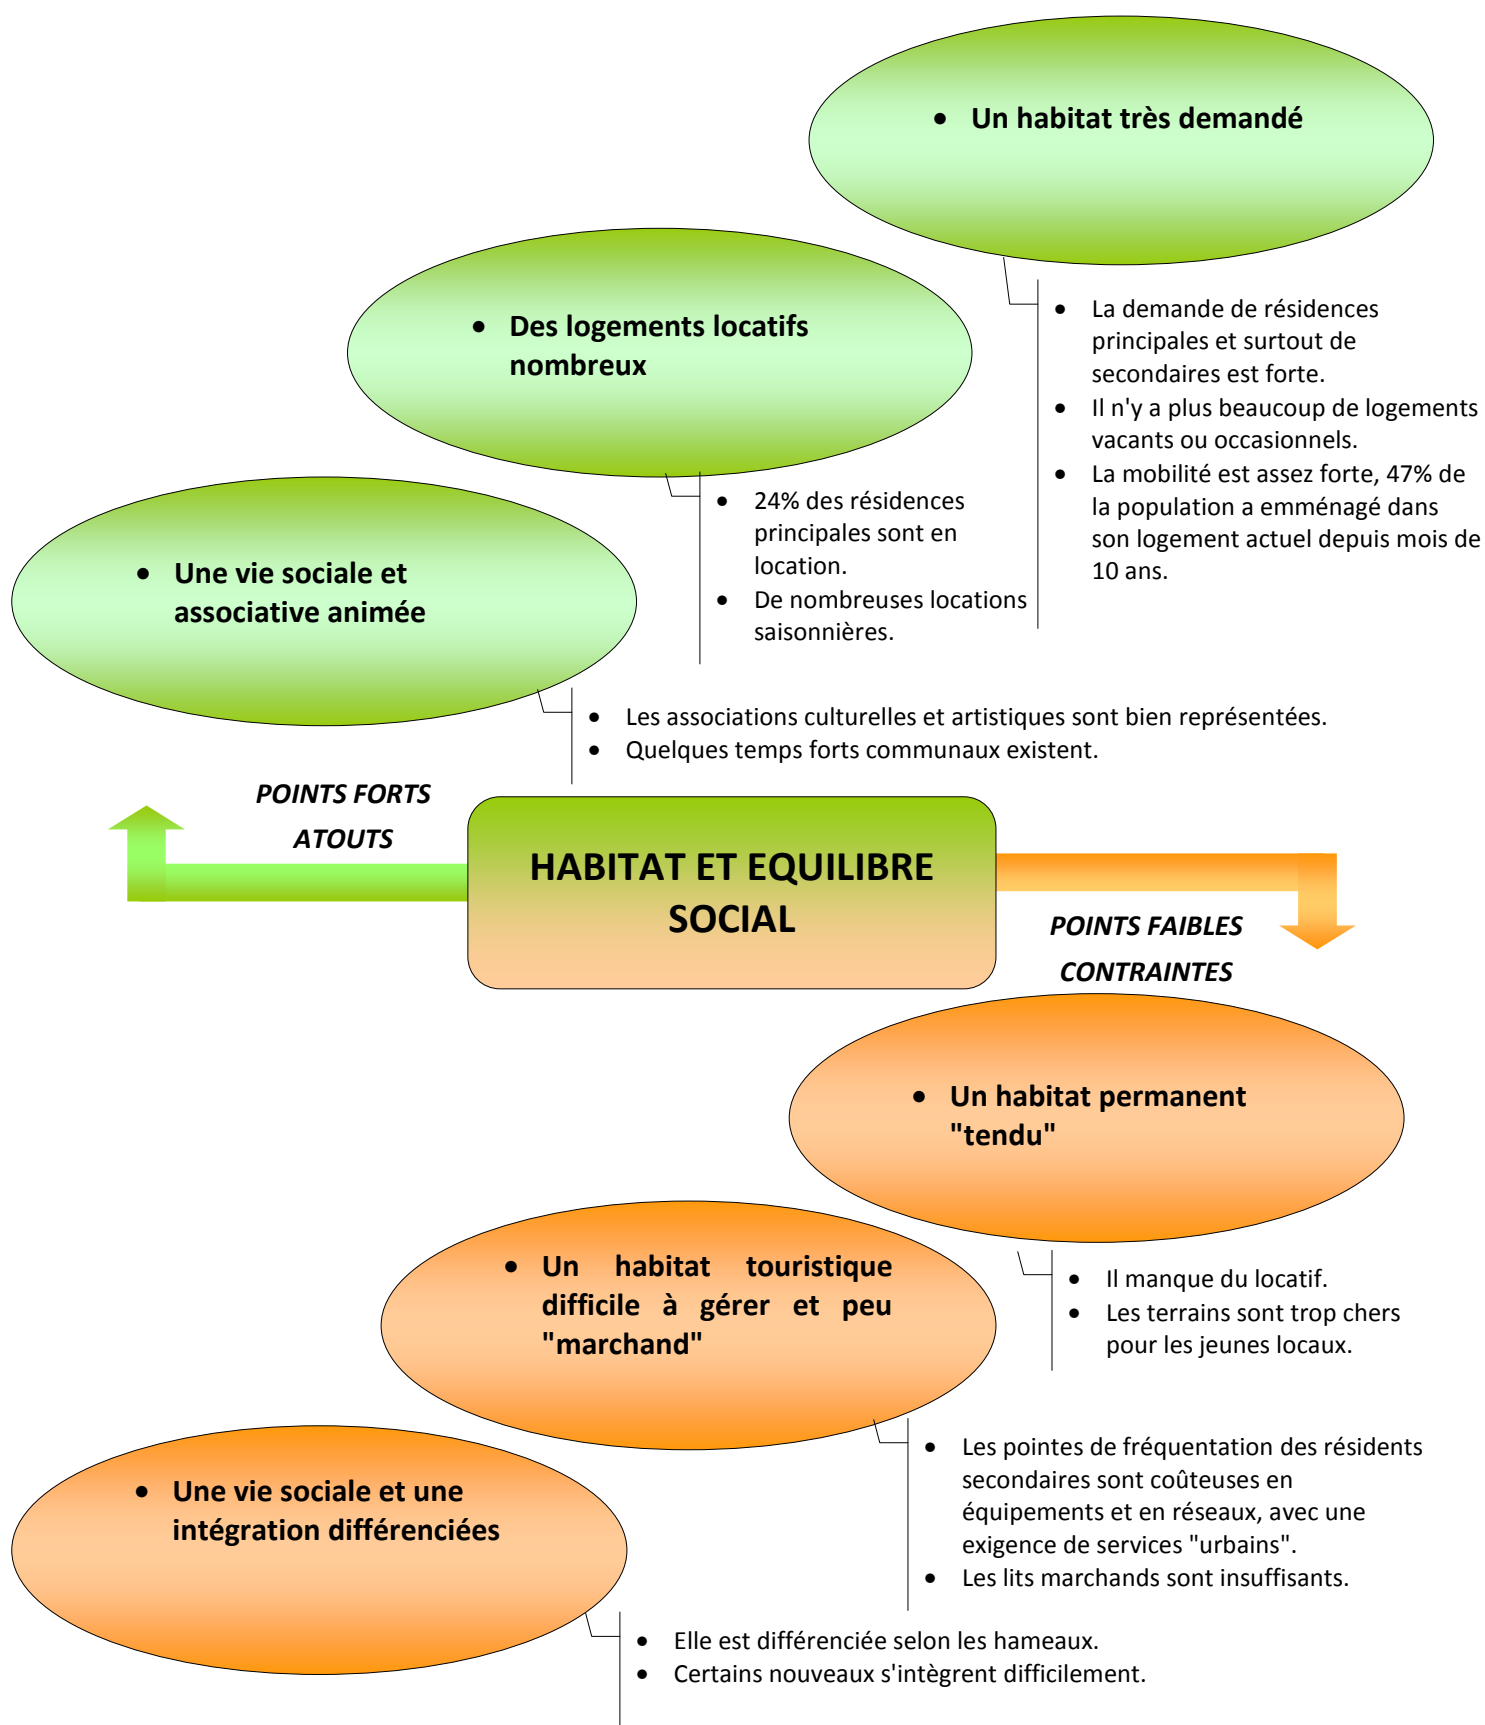 • Un habitat très demandé
• La demande de résidences
principales et surtout de
secondaires est forte.
• Il n'y a plus beaucoup de logements
vacants ou occasionnels.
• La mobilité est assez forte, 47% de
la population a emménagé dans
son logement actuel depuis mois de
10 ans.
• Des logements locatifs
nombreux
• 24% des résidences
principales sont en
location.
• De nombreuses locations
saisonnières.
• Une vie sociale et
associative animée
• Les associations culturelles et artistiques sont bien représentées.
• Quelques temps forts communaux existent.
POINTS FORTS
ATOUTS
HABITAT ET EQUILIBRE
SOCIAL
POINTS FAIBLES
CONTRAINTES
• Un habitat permanent
"tendu"
• Il manque du locatif.
• Les terrains sont trop chers
pour les jeunes locaux.
• Un habitat touristique
difficile à gérer et peu
"marchand"
• Les pointes de fréquentation des résidents
secondaires sont coûteuses en
équipements et en réseaux, avec une
exigence de services "urbains".
• Les lits marchands sont insuffisants.
• Une vie sociale et une
intégration différenciées
• Elle est différenciée selon les hameaux.
• Certains nouveaux s'intègrent difficilement.